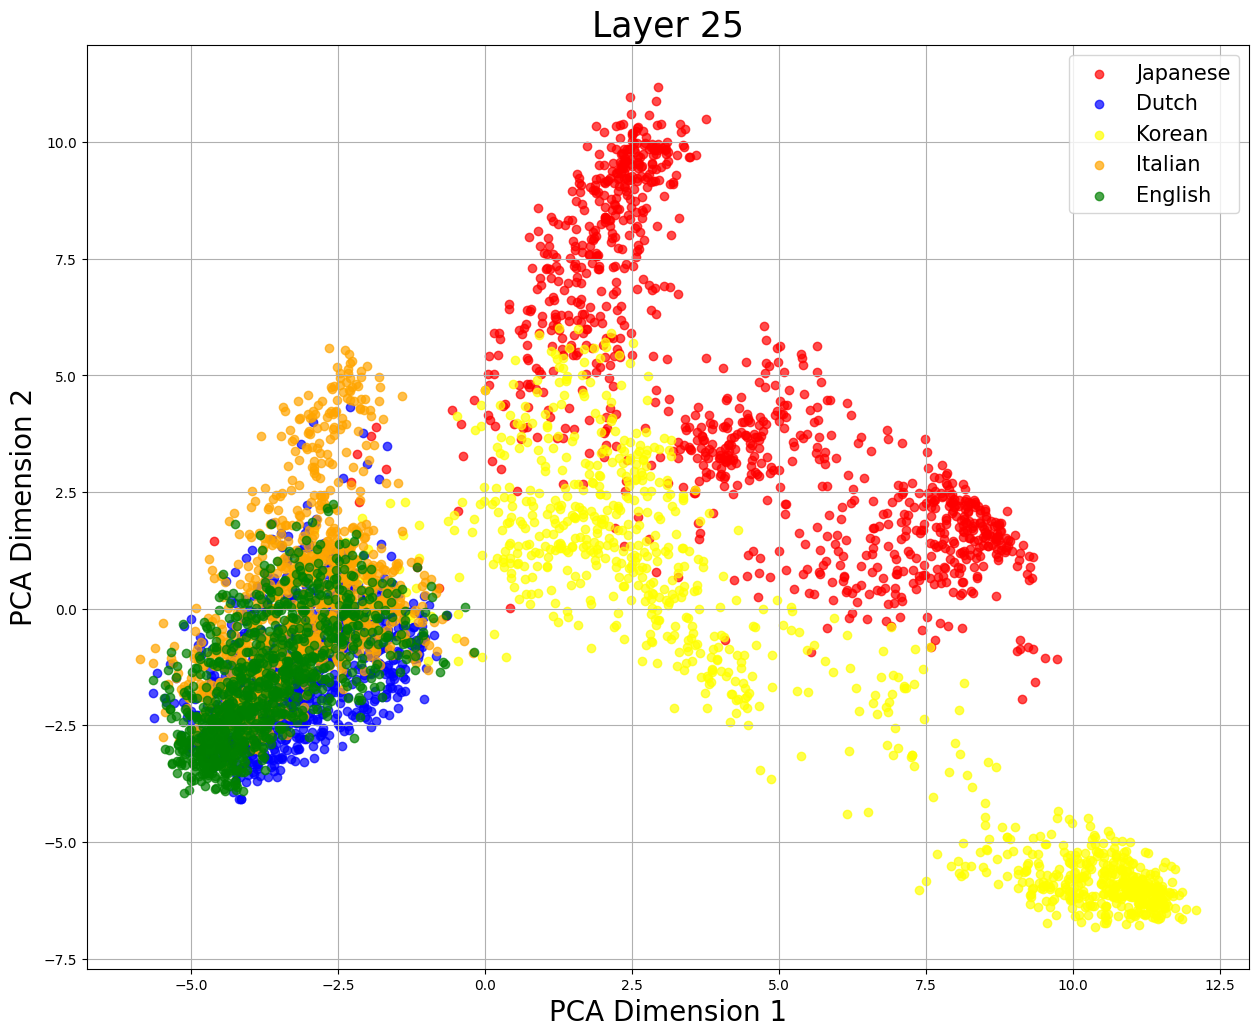 Layer 25
Japanese
Dutch
Korean
Italian
English
PCA Dimension 2
10.0
7.5
5.0
2.5
0.0
−2.5
−5.0
−7.5
−5.0 −2.5 0.0 2.5 5.0 7.5 10.0 12.5
PCA Dimension 1